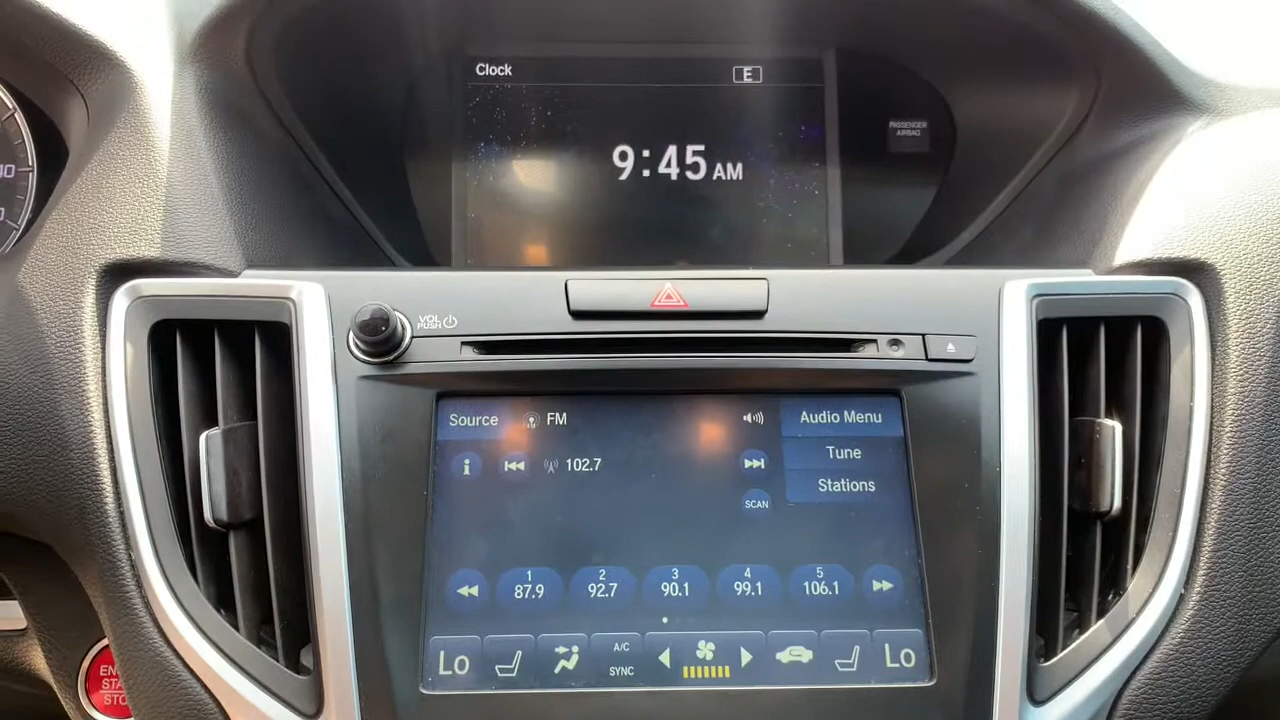 Clock
E
9:45 AM
PASSENGER
AIRBAG
40
VOL
PUSH
Source
FM
Audio Menu
i
102.7
Tune
SCAN
Stations
1
87.9
2
92.7
3
90.1
4
99.1
5
106.1
Lo
A/C
SYNC
Lo